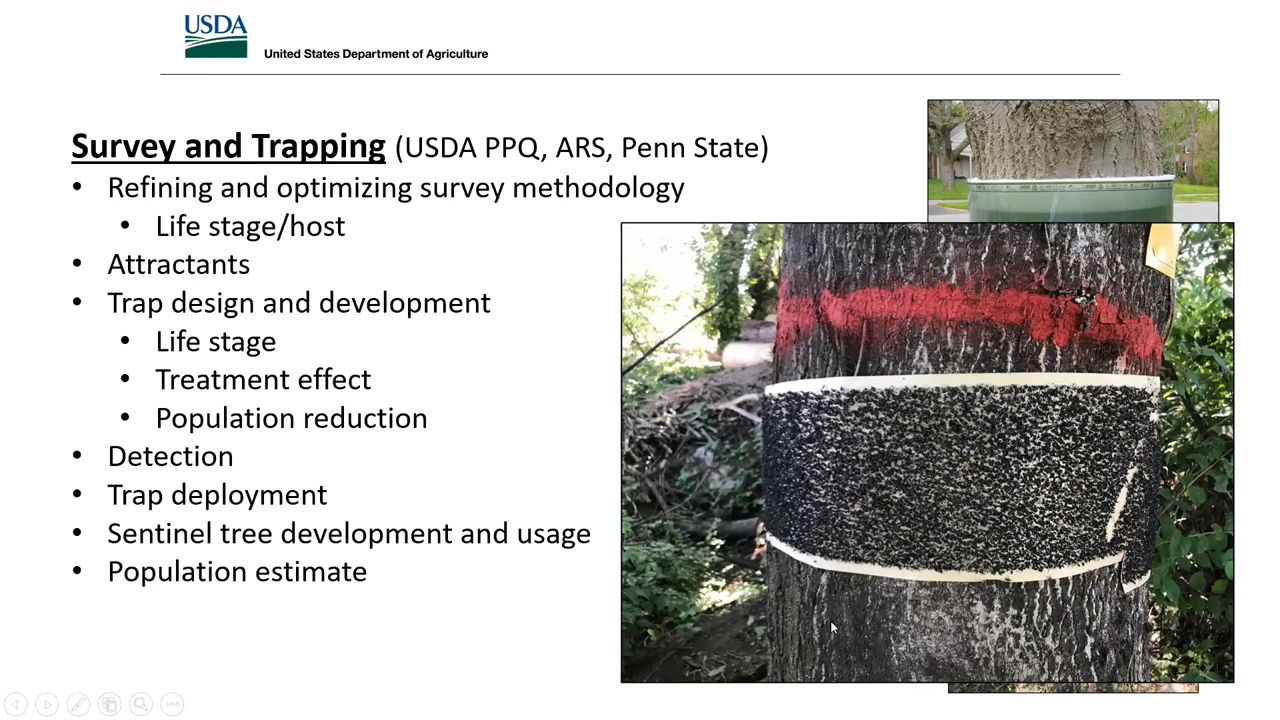 USDA
United States Department of Agriculture
Survey and Trapping (USDA PPQ, ARS, Penn State)
• Refining and optimizing survey methodology
• Life stage/host
• Attractants
• Trap design and development
• Life stage
• Treatment effect
• Population reduction
• Detection
• Trap deployment
• Sentinel tree development and usage
• Population estimate